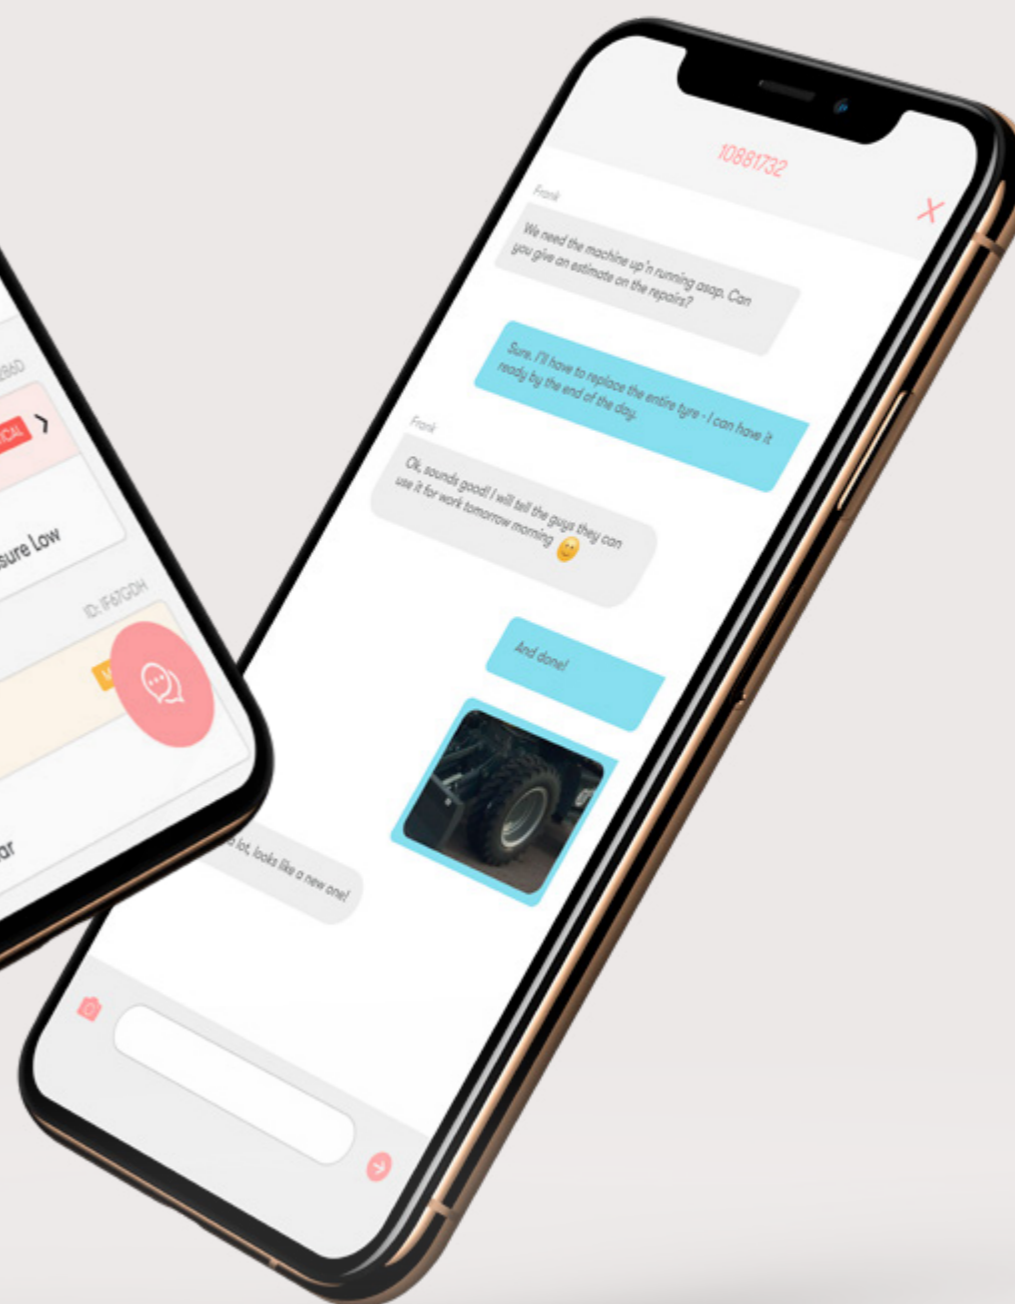 10881732
Frank
We need the machine up'n running asap. Can
you give an estimate on the repairs?
Sure. I'll have to replace the entire tyre - I can have it
ready by the end of the day.
Frank
Ok, sounds good! I will tell the guys they can
use it for work tomorrow morning
And done!
lot, looks like a new one!
Low
ID: 1F67GDH